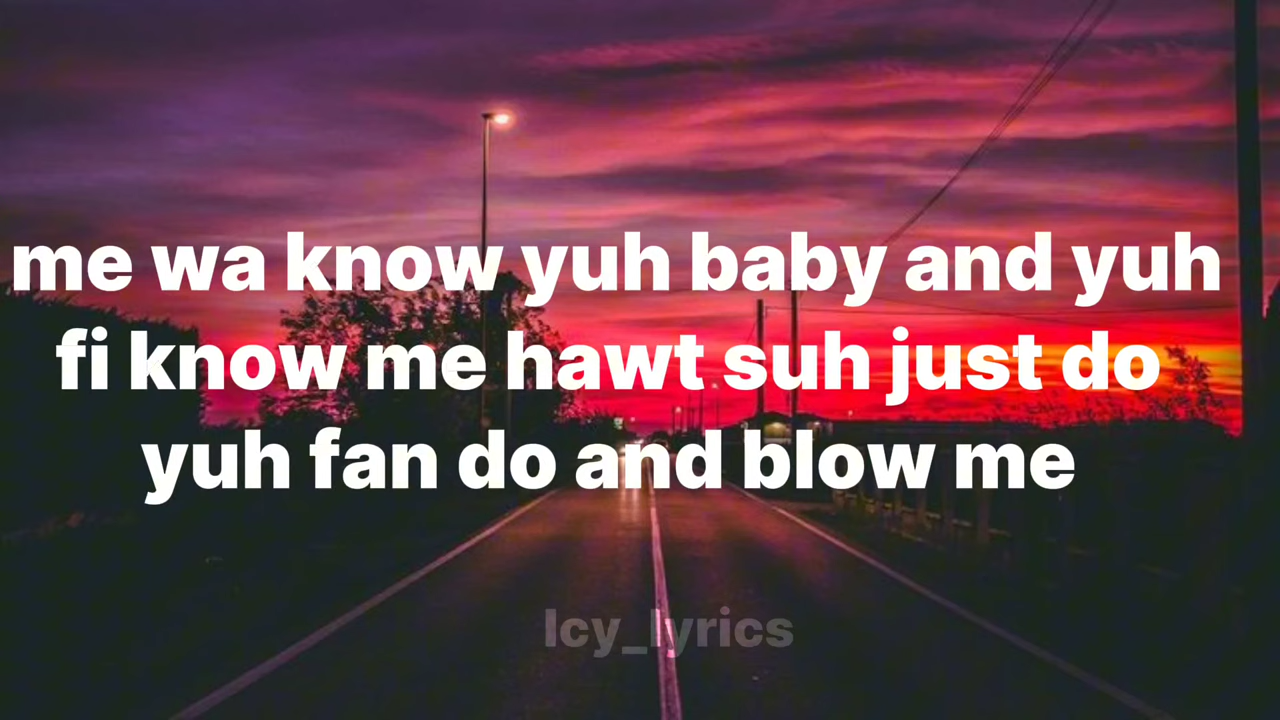 me wa know yuh baby and yuh
fi know me hawt suh just do
yuh fan do and blow me
Icy_lyrics